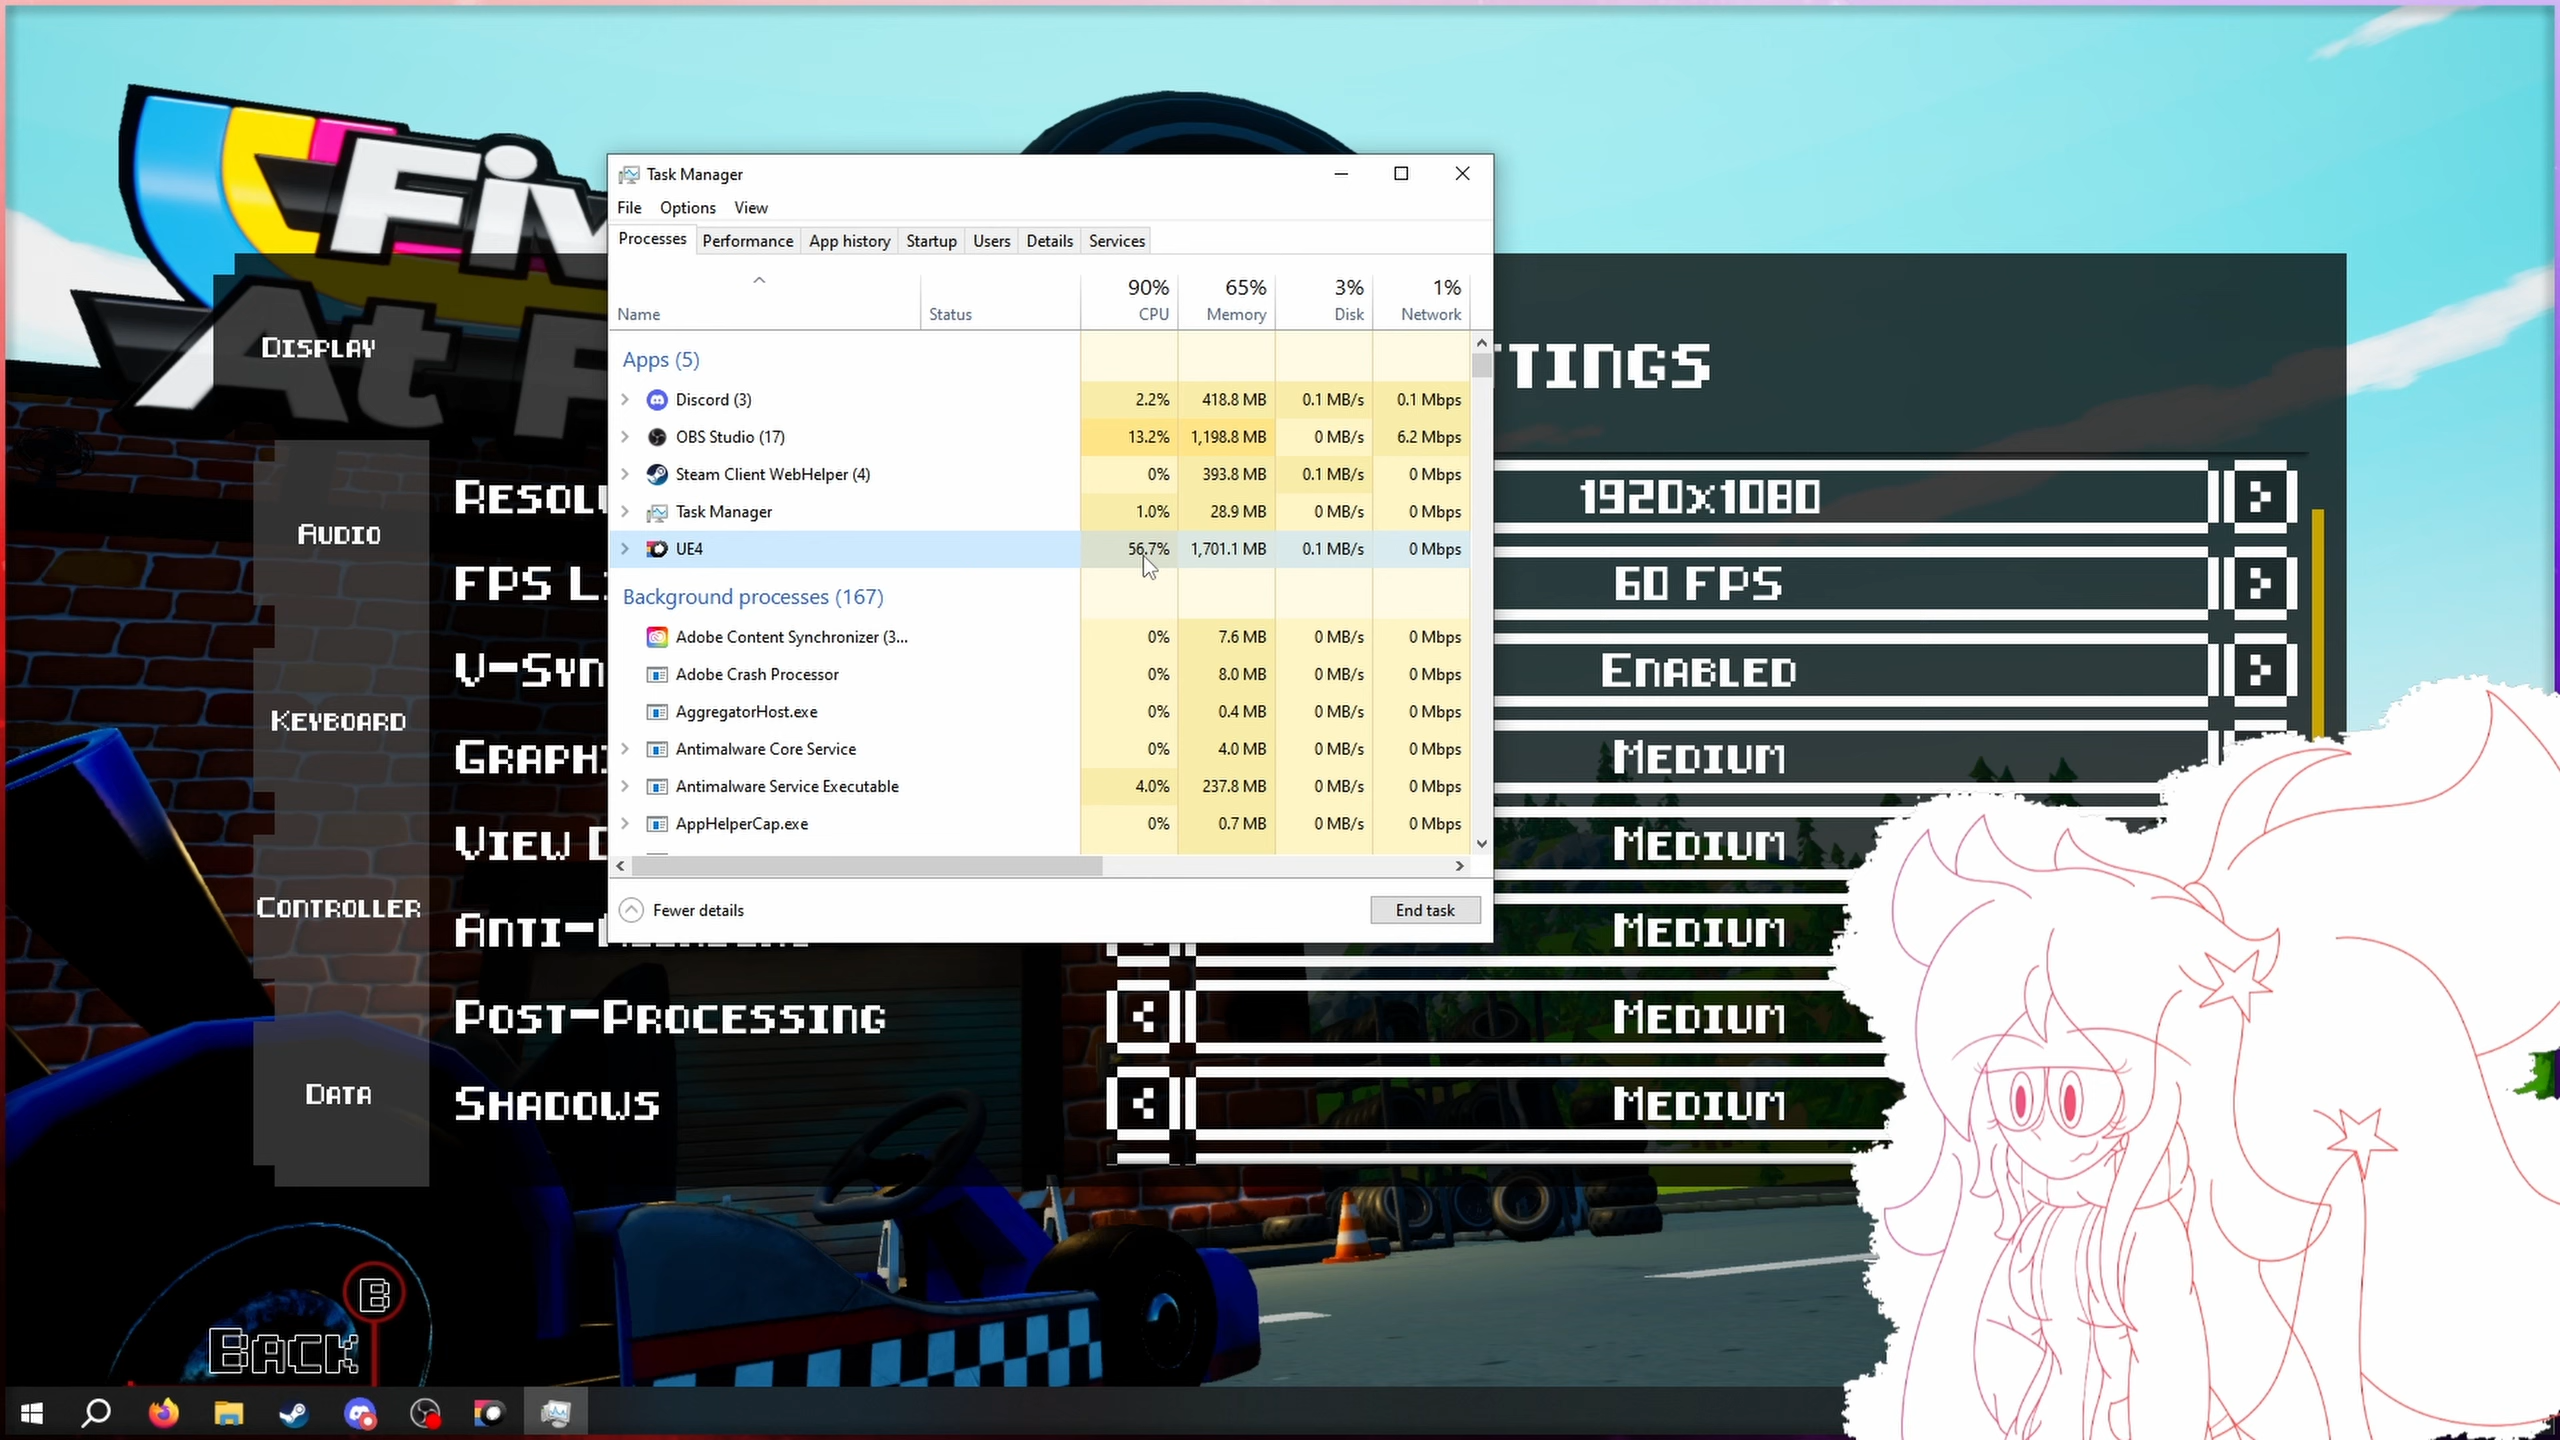 Fiv
At F
Task Manager
File Options View
Processes Performance App history Startup Users Details Services
90% 65% 3% 1%
Name Status CPU Memory Disk Network
Apps (5)
Discord (3) 2.2% 418.8 MB 0.1 MB/s 0.1 Mbps
OBS Studio (17) 13.2% 1,198.8 MB 0 MB/s 6.2 Mbps
Steam Client WebHelper (4) 0% 393.8 MB 0.1 MB/s 0 Mbps
Task Manager 1.0% 28.9 MB 0 MB/s 0 Mbps
UE4 56.7% 1,701.1 MB 0.1 MB/s 0 Mbps
Background processes (167)
Adobe Content Synchronizer (3... 0% 7.6 MB 0 MB/s 0 Mbps
Adobe Crash Processor 0% 8.0 MB 0 MB/s 0 Mbps
AggregatorHost.exe 0% 0.4 MB 0 MB/s 0 Mbps
Antimalware Core Service 0% 4.0 MB 0 MB/s 0 Mbps
Antimalware Service Executable 4.0% 237.8 MB 0 MB/s 0 Mbps
AppHelperCap.exe 0% 0.7 MB 0 MB/s 0 Mbps
Fewer details End task
TINGS
Display
Audio
Keyboard
Controller
Data
Resol 1920x1080
FPS L 60 FPS
V-Syn Enabled
Graph Medium
View Medium
Anti- Medium
Post-Processing Medium
Shadows Medium
B
Back